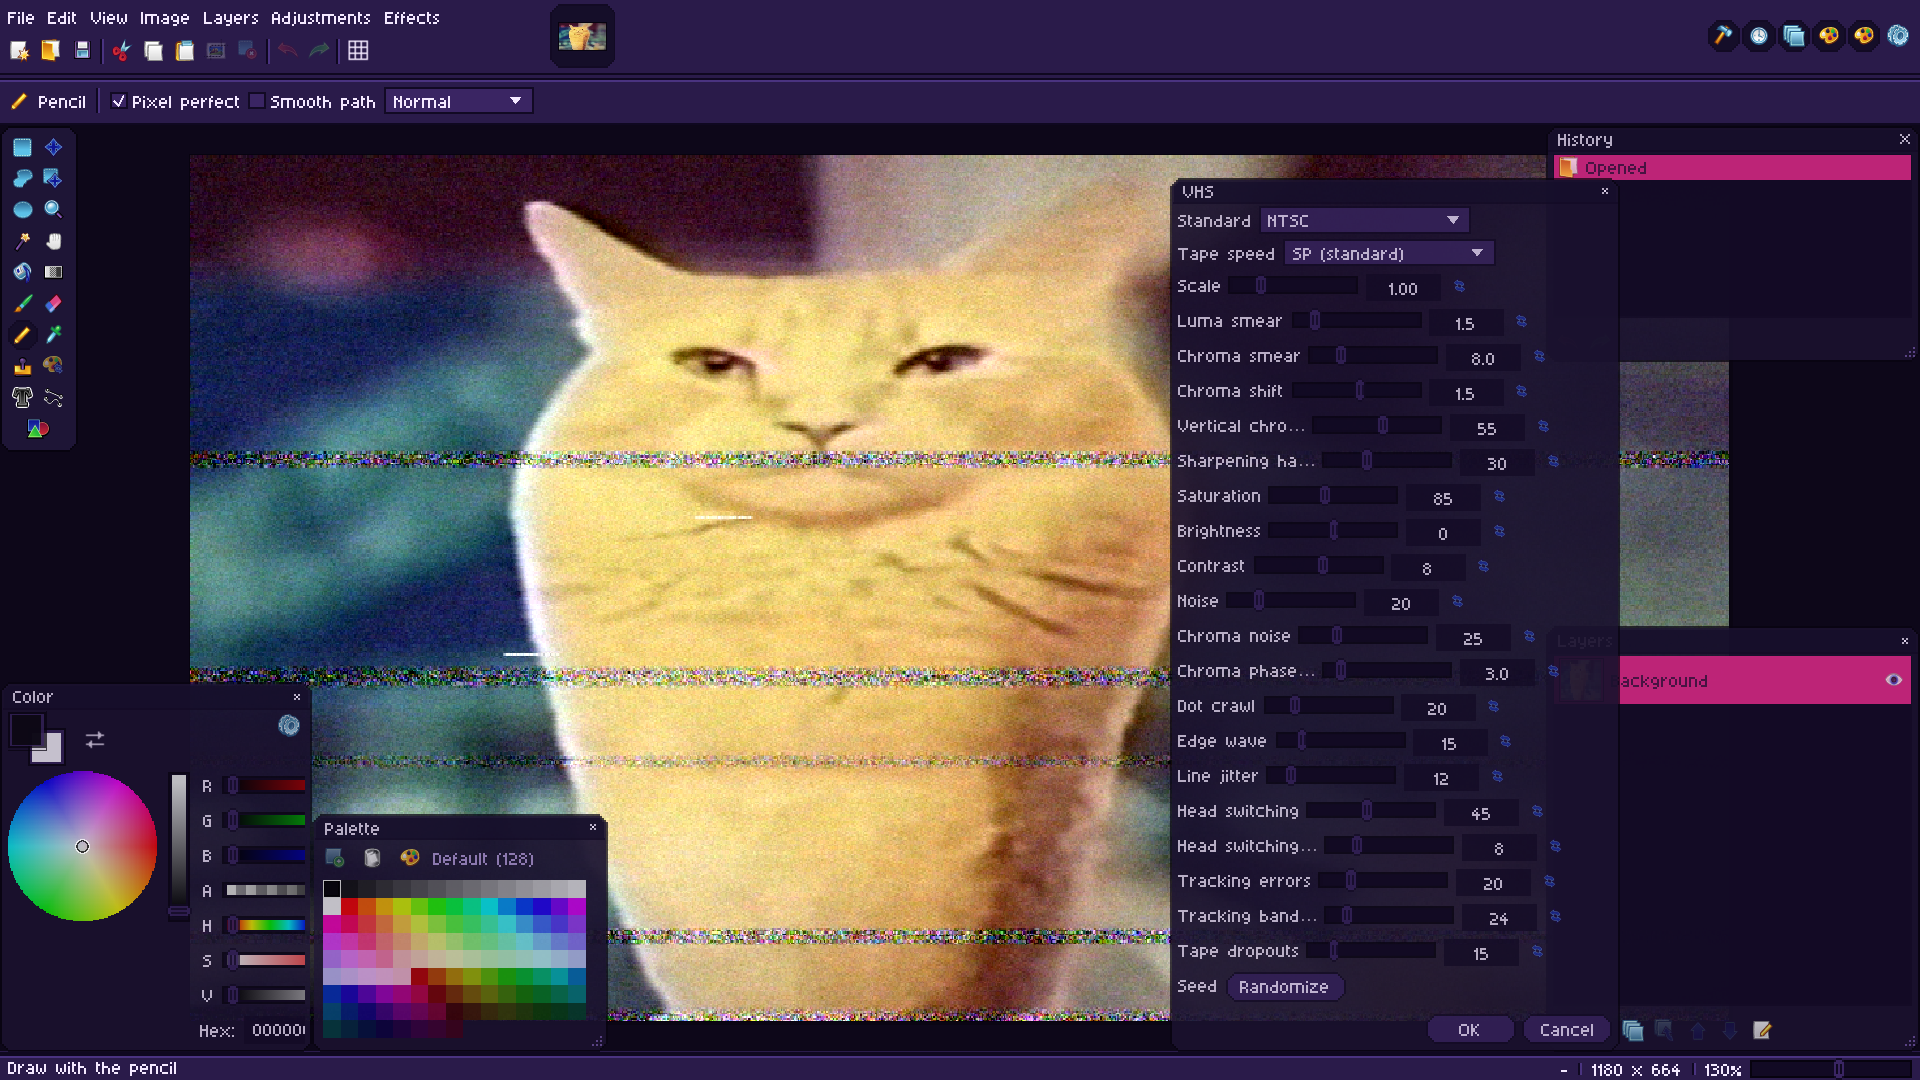 File Edit View Image Layers Adjustments Effects
Pencil Pixel perfect Smooth path Normal
History
Opened
VHS
Standard NTSC
Tape speed SP (standard)
Scale 1.00
Luma smear 1.5
Chroma smear 8.0
Chroma shift 1.5
Vertical chro... 55
Sharpening ha... 30
Saturation 85
Brightness 0
Contrast 8
Noise 20
Chroma noise 25
Chroma phase... 3.0
Dot crawl 20
Edge wave 15
Line jitter 12
Head switching 45
Head switching... 8
Tracking errors 20
Tracking band... 24
Tape dropouts 15
Seed Randomize
OK Cancel
Layers
ackground
Color
R
G
B
A
H
S
V
Hex: 00000
Palette
Default (128)
Draw with the pencil
- 1180 x 664 130%